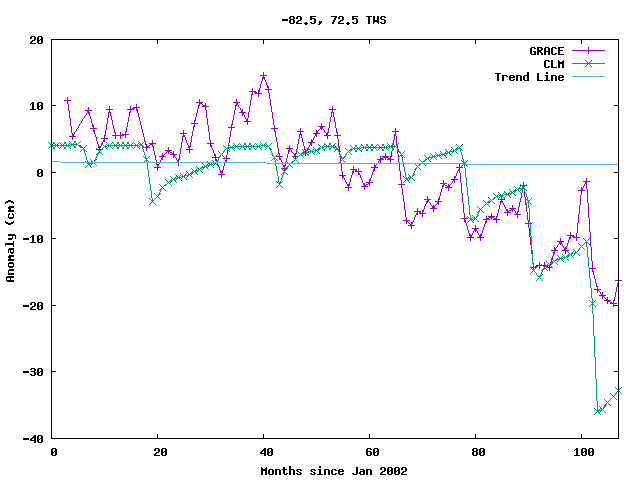 -82.5, 72.5 TWS
GRACE
CLM
Trend Line
20
10
0
-10
-20
-30
-40
Anomaly (cm)
0 20 40 60 80 100
Months since Jan 2002